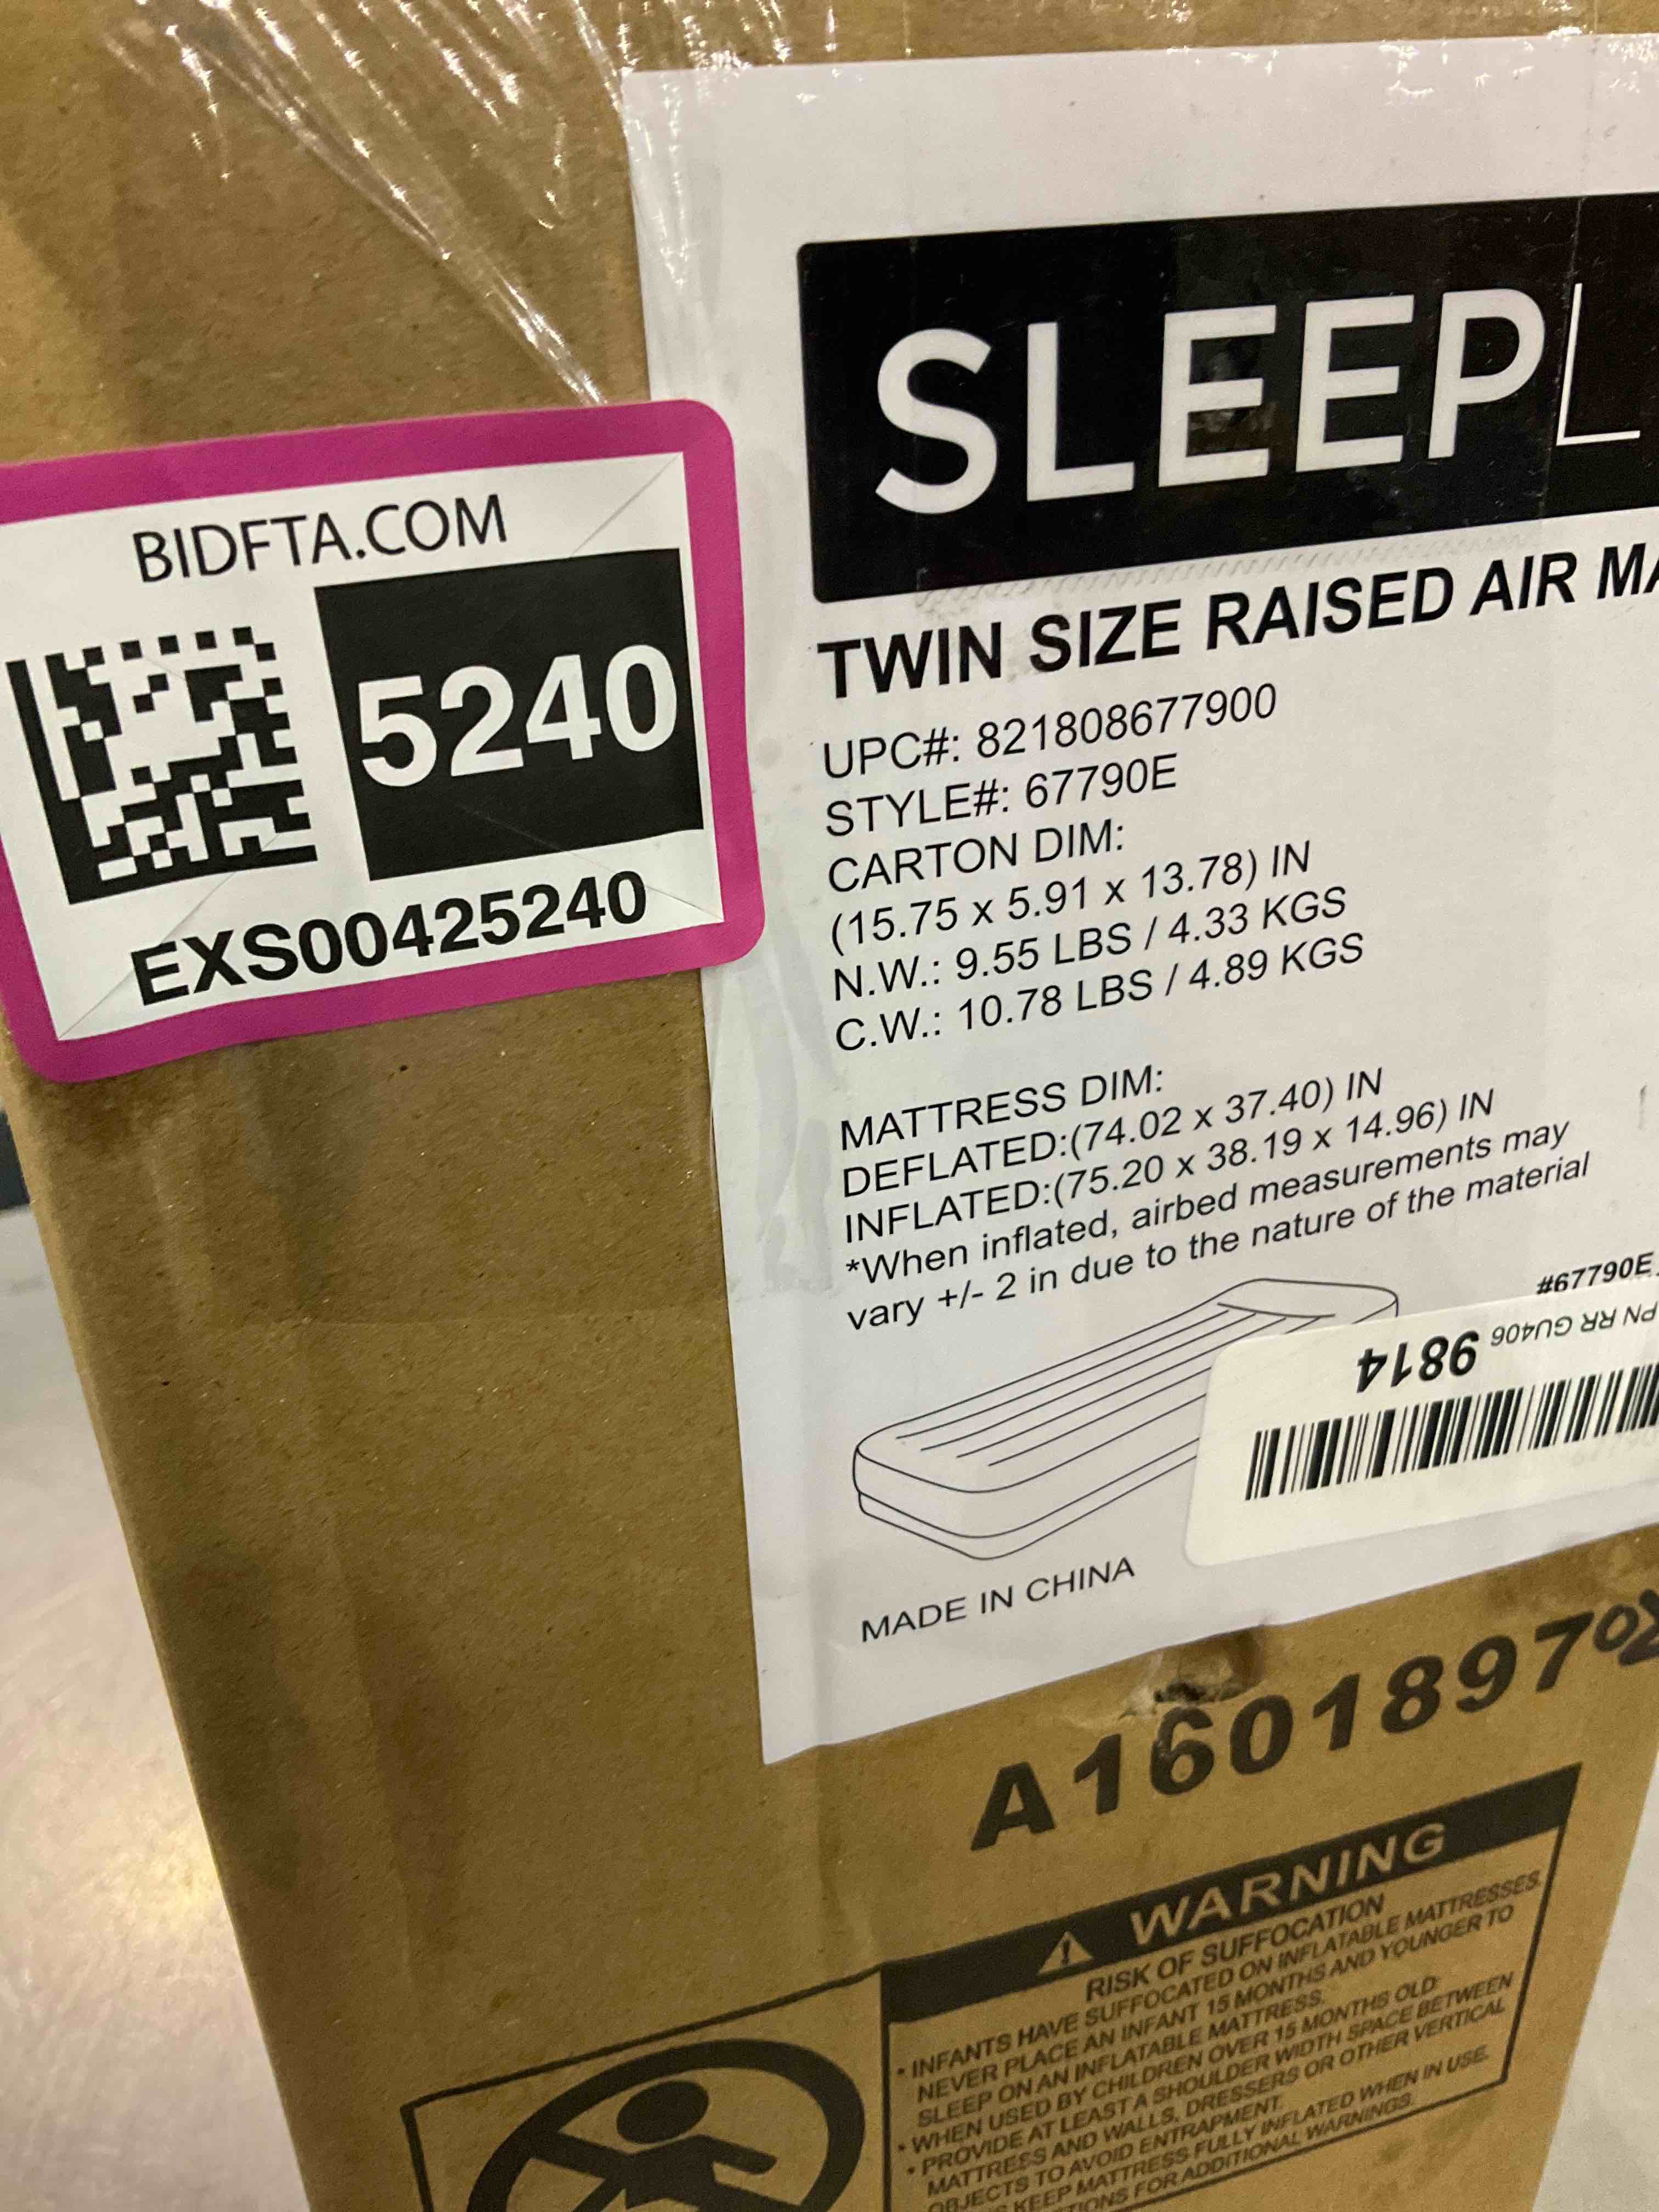 BIDFTA.COM
5240
EXS00425240
SLEEPL
TWIN SIZE RAISED AIR MA
UPC#: 821808677900
STYLE#: 67790E
CARTON DIM:
(15.75 x 5.91 x 13.78) IN
N.W.: 9.55 LBS / 4.33 KGS
C.W.: 10.78 LBS / 4.89 KGS
MATTRESS DIM:
DEFLATED:(74.02 x 37.40) IN
INFLATED:(75.20 x 38.19 x 14.96) IN
*When inflated, airbed measurements may
vary +/- 2 in due to the nature of the material
#67790E
PN RR GU406 9814
MADE IN CHINA
A1601897
WARNING
RISK OF SUFFOCATION
• INFANTS HAVE SUFFOCATED ON INFLATABLE MATTRESSES.
NEVER PLACE AN INFANT 15 MONTHS AND YOUNGER TO
SLEEP ON AN INFLATABLE MATTRESS.
• WHEN USED BY CHILDREN OVER 15 MONTHS OLD:
• PROVIDE AT LEAST A SHOULDER WIDTH SPACE BETWEEN
MATTRESS AND WALLS, DRESSERS OR OTHER VERTICAL
OBJECTS TO AVOID ENTRAPMENT.
KEEP MATTRESS FULLY INFLATED WHEN IN USE.
FOR ADDITIONAL WARNINGS.